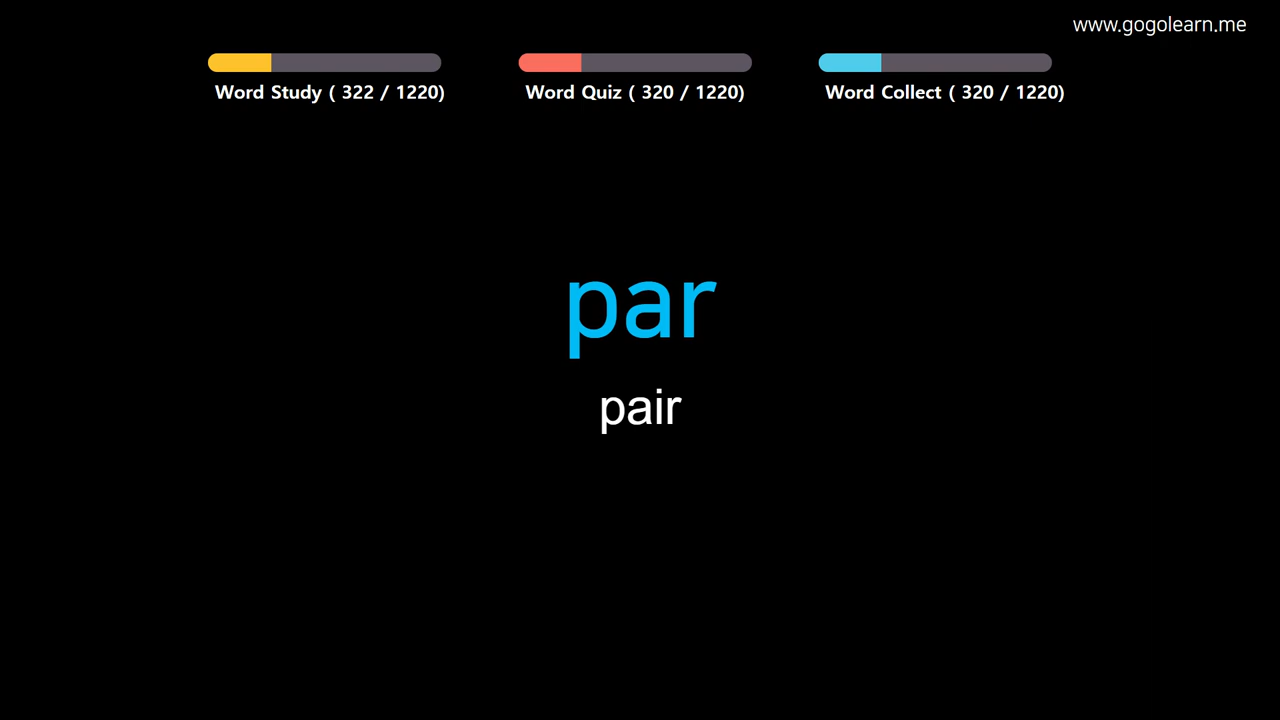 www.gogolearn.me
Word Study ( 322 / 1220)
Word Quiz ( 320 / 1220)
Word Collect ( 320 / 1220)
par
pair